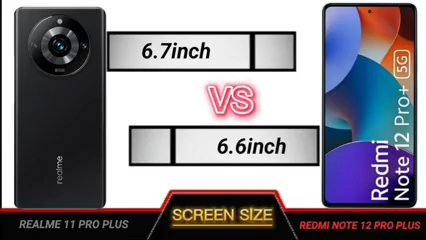 6.7inch
VS
6.6inch
realme
Redmi
Note 12 Pro+ 5G
SCREEN SIZE
REALME 11 PRO PLUS
REDMI NOTE 12 PRO PLUS